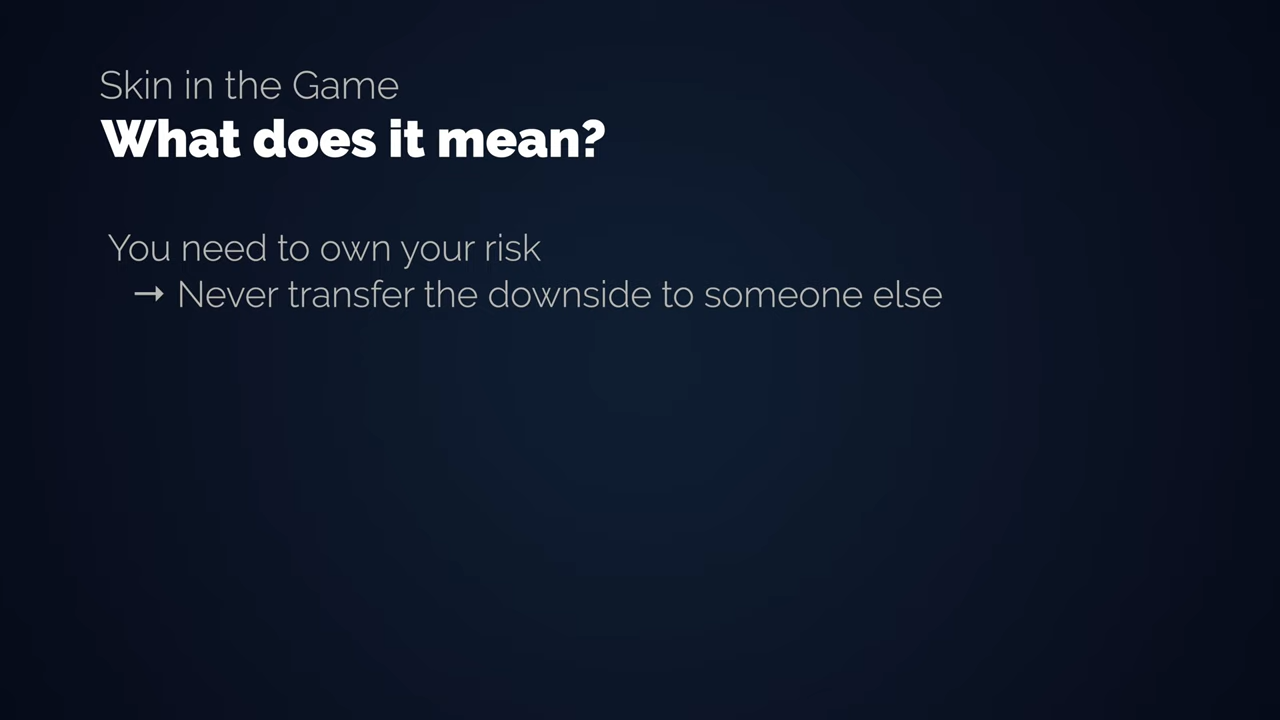 Skin in the Game
What does it mean?
You need to own your risk
→ Never transfer the downside to someone else